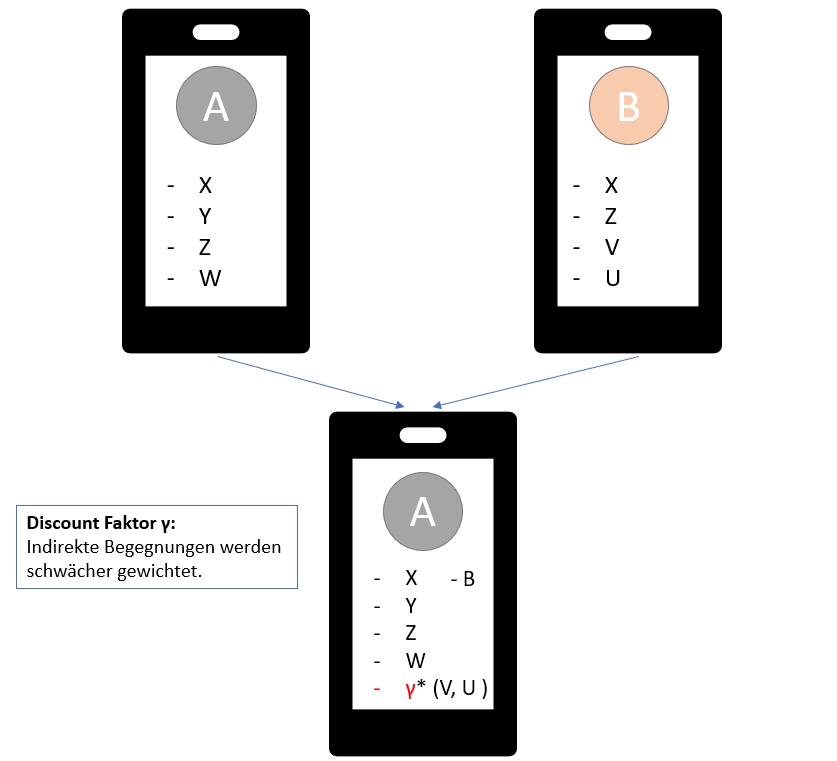 A
- X
- Y
- Z
- W
B
- X
- Z
- V
- U
Discount Faktor γ:
Indirekte Begegnungen werden
schwächer gewichtet.
A
- X - B
- Y
- Z
- W
- γ* (V, U )